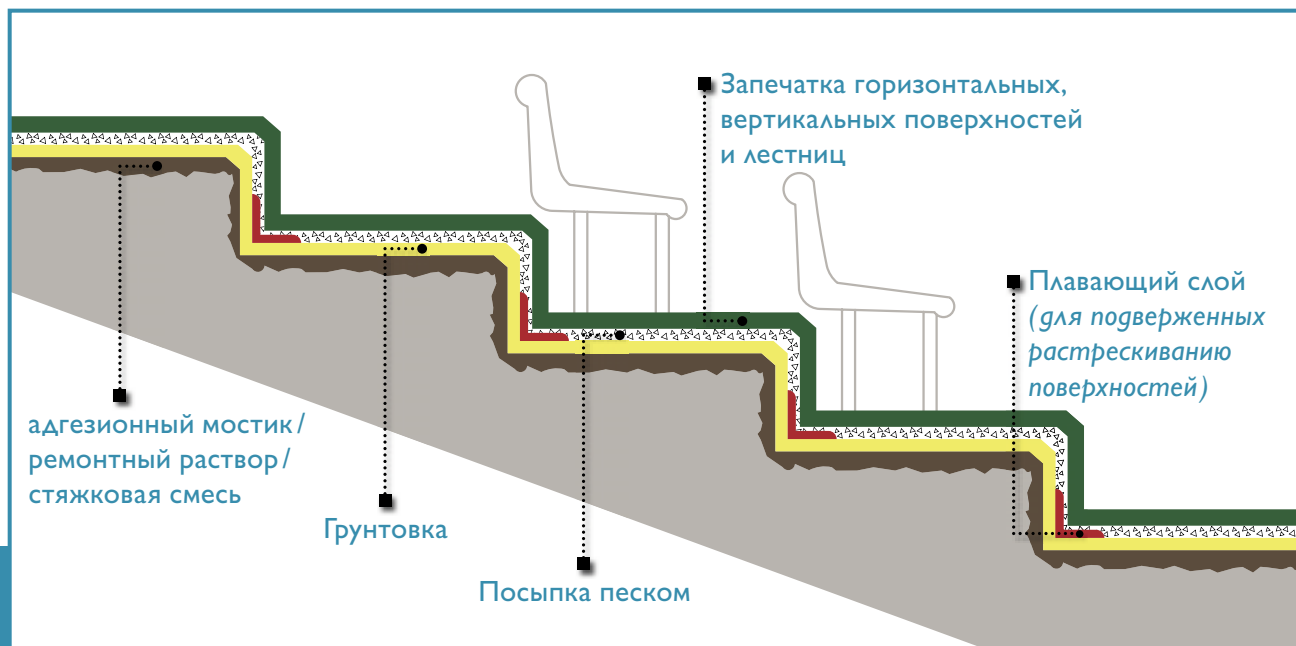 Запечатка горизонтальных,
вертикальных поверхностей
и лестниц
Плавающий слой
(для подверженных
растрескиванию
поверхностей)
адгезионный мостик /
ремонтный раствор /
стяжковая смесь
Грунтовка
Посыпка песком